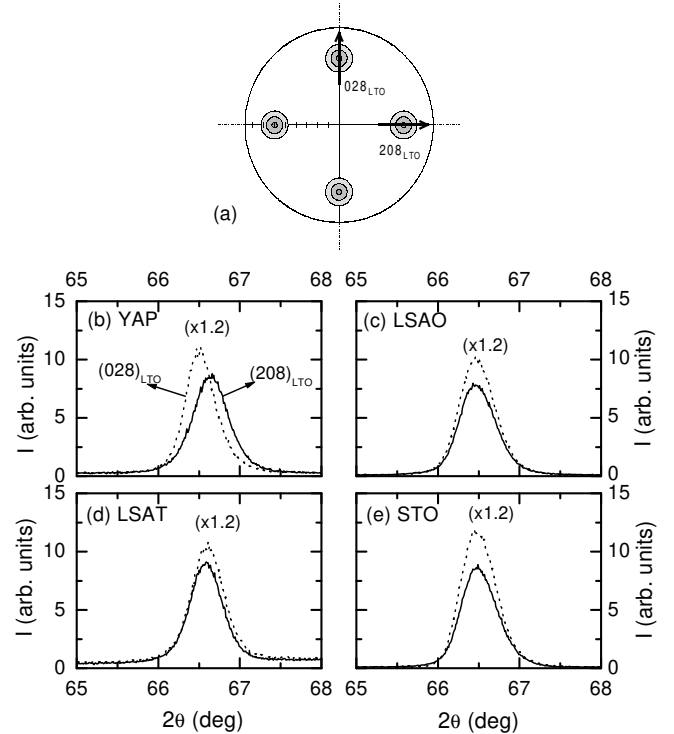 028LTO
208LTO
(a)
65 66 67 68 65 66 67 68
15 (b) YAP (x1.2) (c) LSAO (x1.2) 15
10 (028)LTO (208)LTO 10
5 5
0 0
I (arb. units) I (arb. units)
15 (d) LSAT (x1.2) (e) STO (x1.2) 15
10 10
5 5
0 0
I (arb. units) I (arb. units)
65 66 67 68 65 66 67 68
2θ (deg) 2θ (deg)